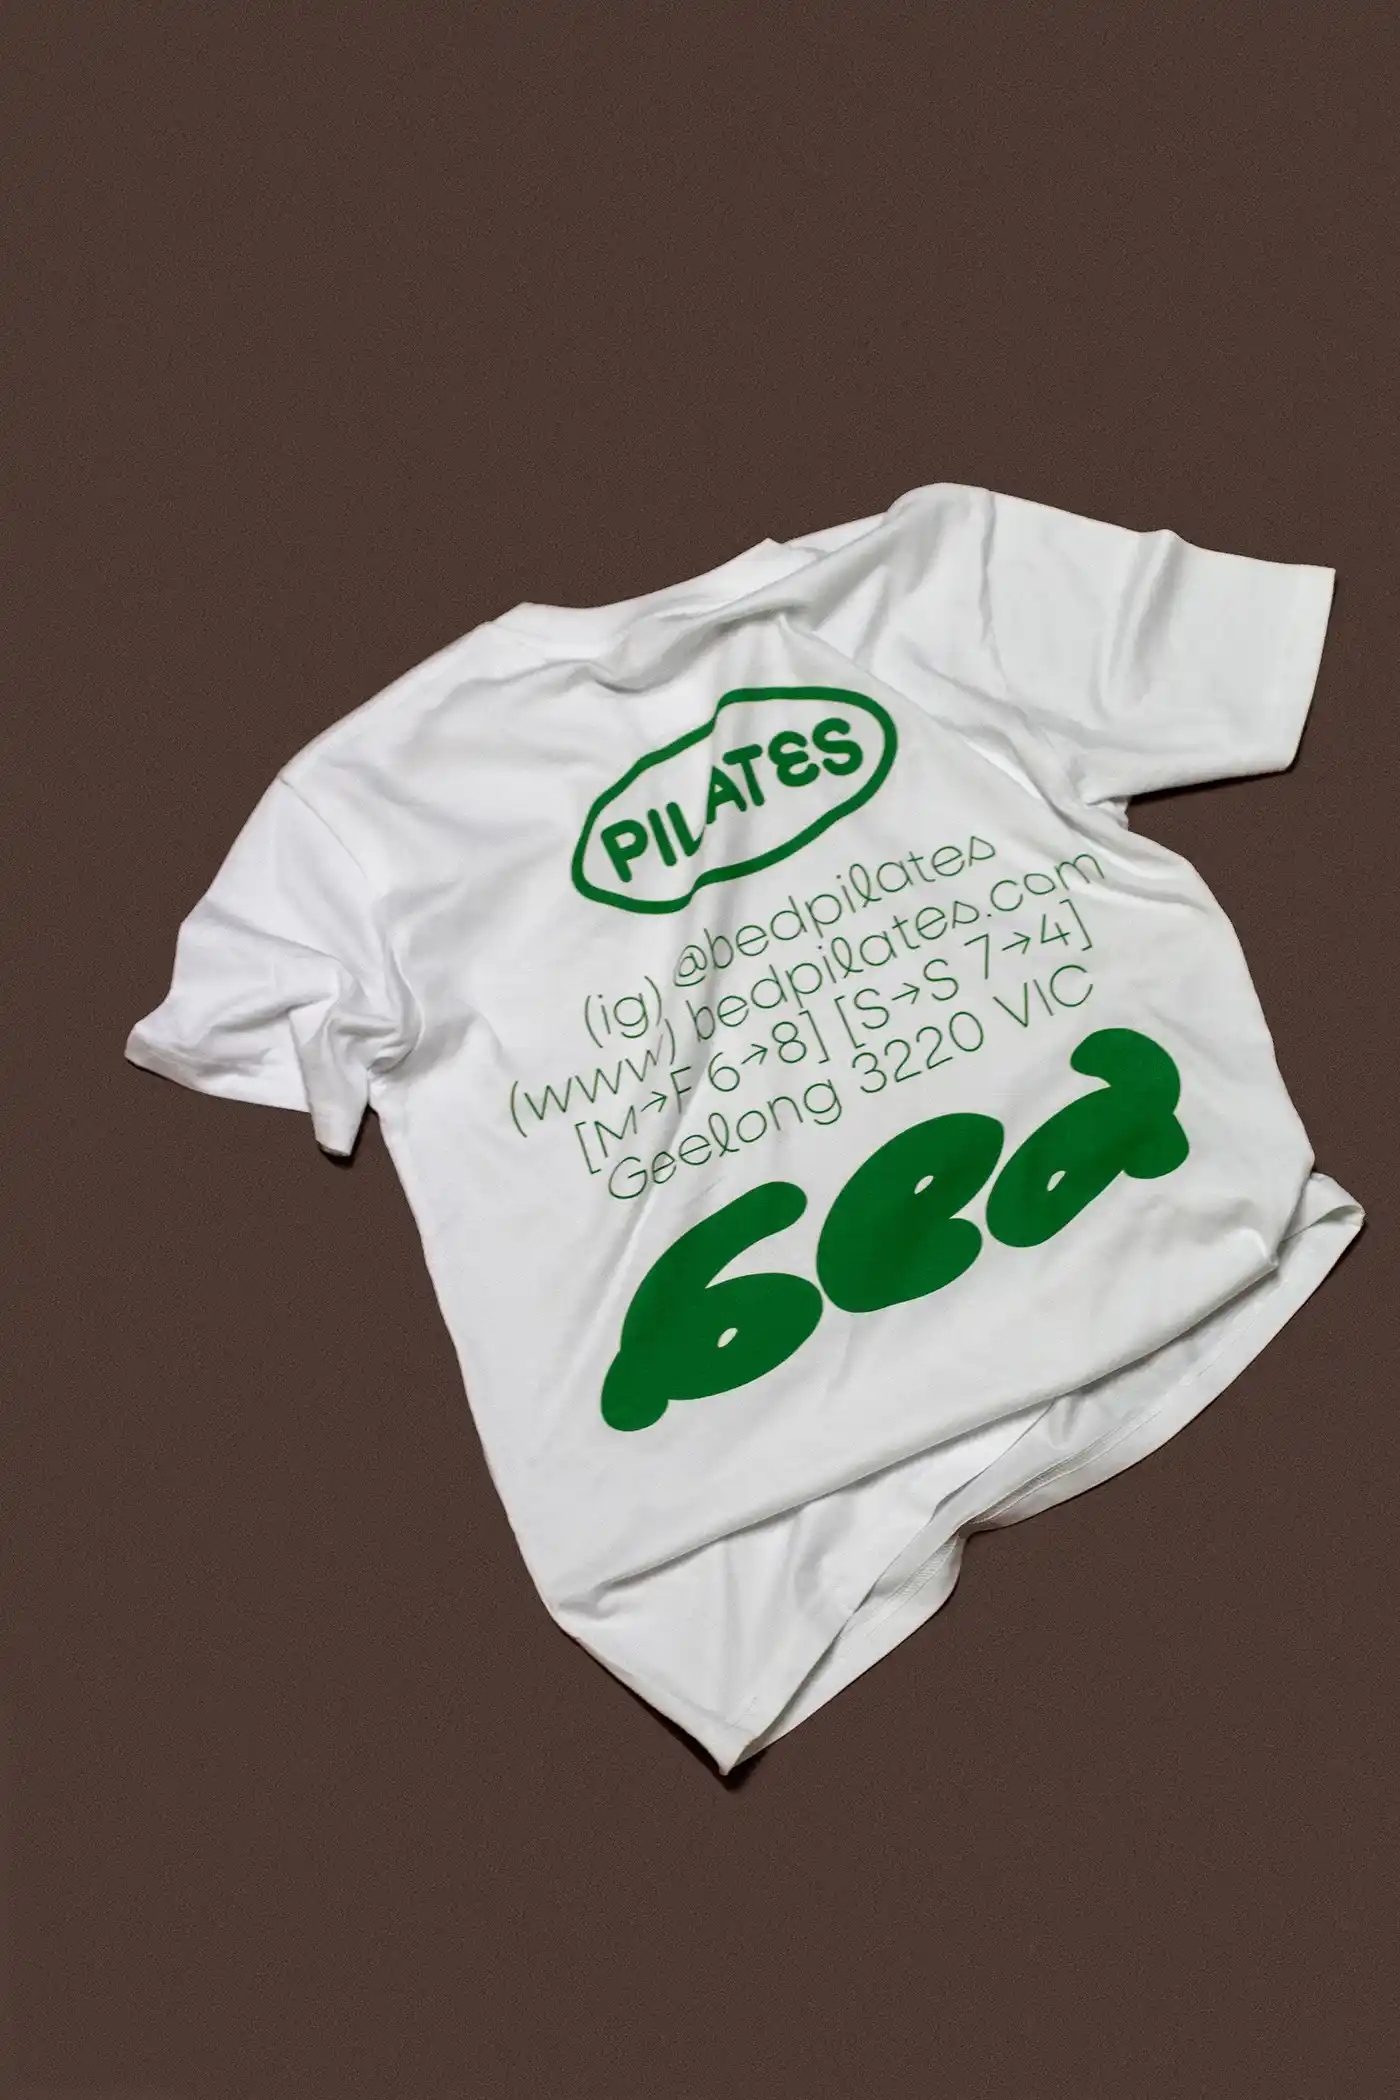 PILATES
(ig) @bedpilates
(www) bedpilates.com
[M→F 6→8] [S→S 7→4]
Geelong 3220 VIC
bed